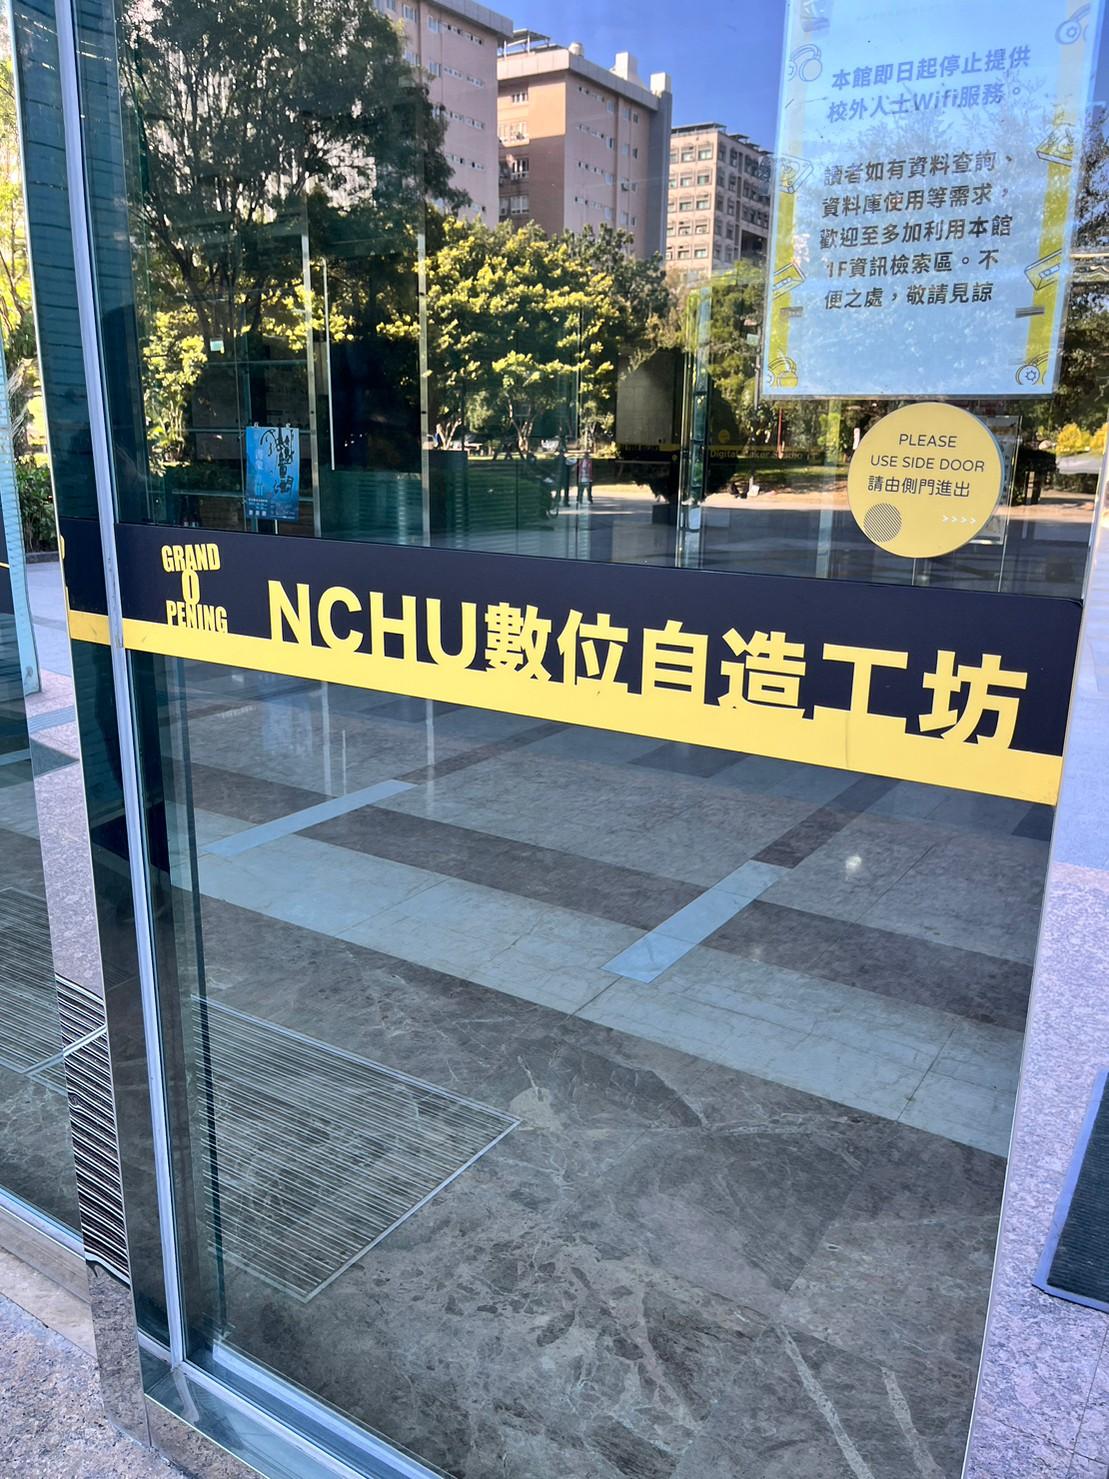 本館即日起停止提供
校外人士Wifi服務。
讀者如有資料查詢、
資料庫使用等需求，
歡迎至多加利用本館
1F資訊檢索區。不
便之處，敬請見諒
PLEASE
USE SIDE DOOR
請由側門進出
>>>>
GRAND
O
PENING
NCHU數位自造工坊